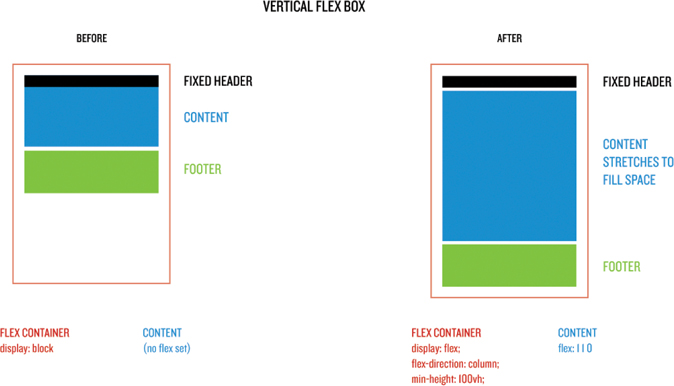 VERTICAL FLEX BOX
BEFORE
FIXED HEADER
CONTENT
FOOTER
FLEX CONTAINER
display: block
CONTENT
(no flex set)
AFTER
FIXED HEADER
CONTENT
STRETCHES TO
FILL SPACE
FOOTER
FLEX CONTAINER
display: flex;
flex-direction: column;
min-height: 100vh;
CONTENT
flex: 1 1 0